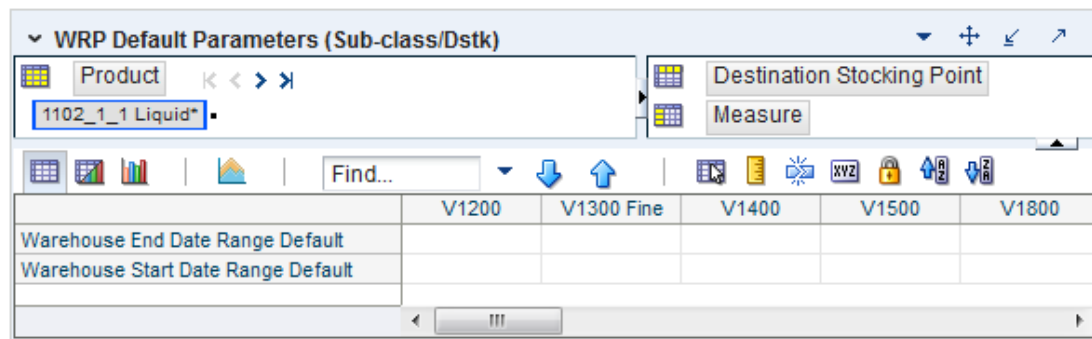 WRP Default Parameters (Sub-class/Dstk)
Product
1102_1_1 Liquid*
Destination Stocking Point
Measure
Find...
XYZ
A Z
Z A
V1200 V1300 Fine V1400 V1500 V1800
Warehouse End Date Range Default
Warehouse Start Date Range Default